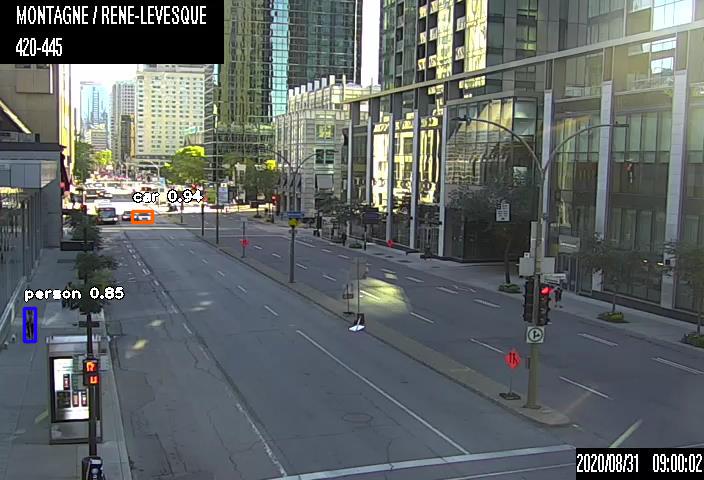 MONTAGNE / RENE-LEVESQUE
420-445
car 0.94
person 0.85
2020/08/31 09:00:02